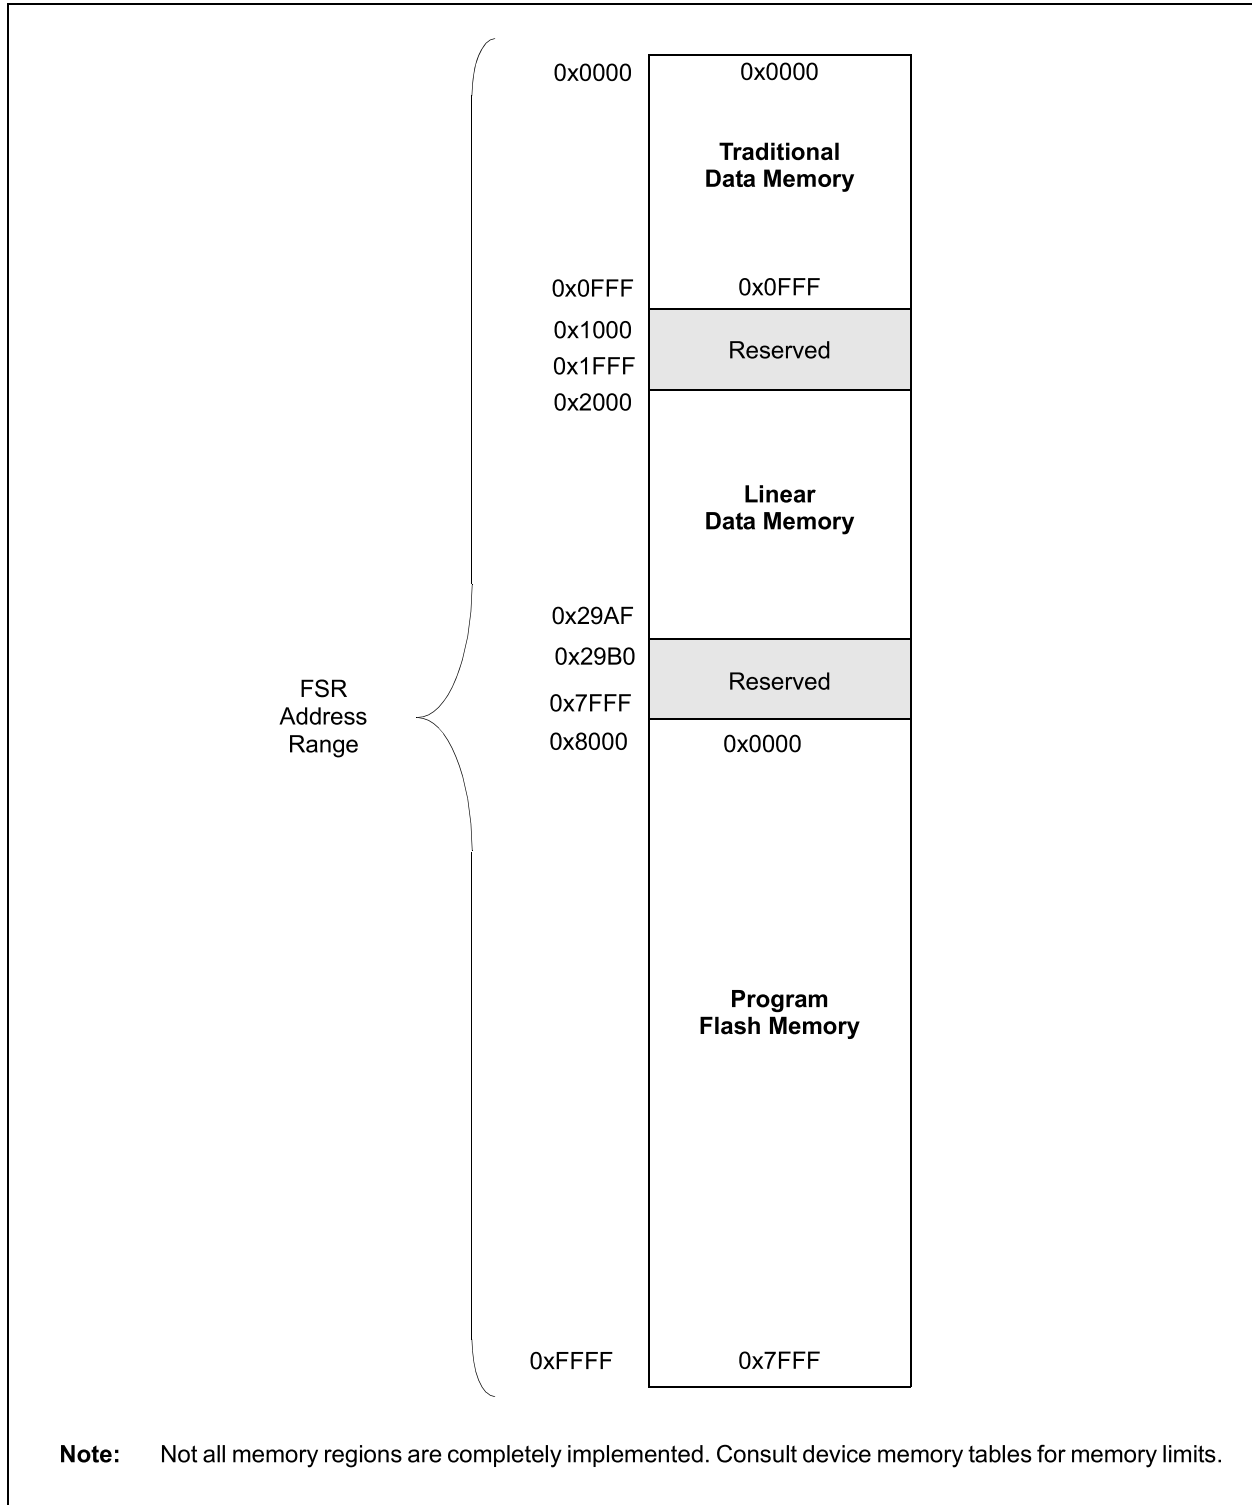 0x0000 0x0000
Traditional
Data Memory
0x0FFF 0x0FFF
0x1000
Reserved
0x1FFF
0x2000
Linear
Data Memory
0x29AF
0x29B0
Reserved
0x7FFF
FSR
Address
Range
0x8000 0x0000
Program
Flash Memory
0xFFFF 0x7FFF
Note: Not all memory regions are completely implemented. Consult device memory tables for memory limits.